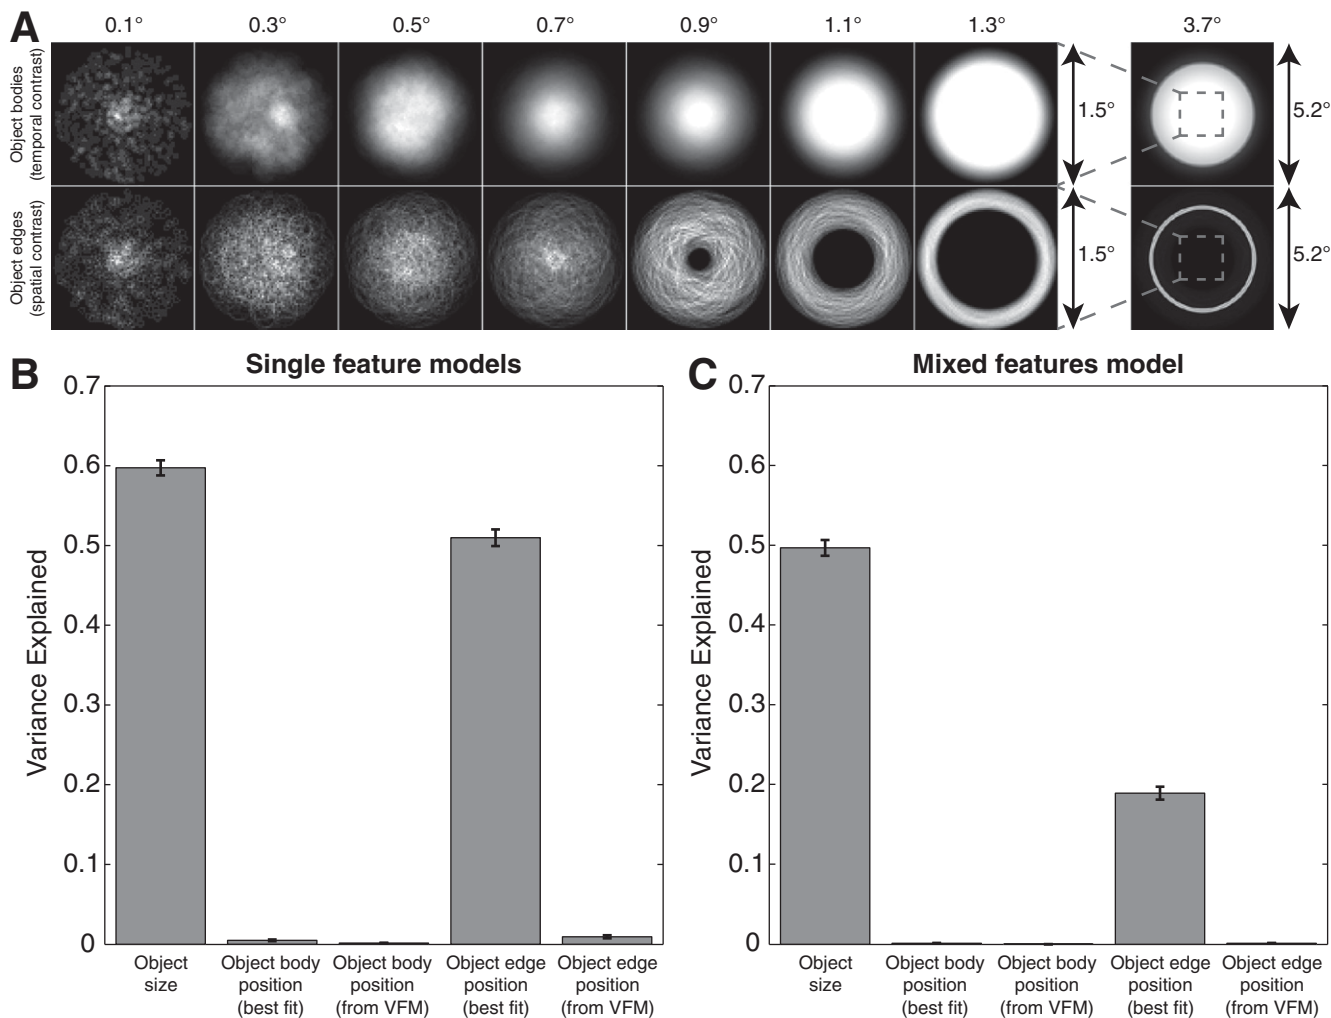 A
0.1° 0.3° 0.5° 0.7° 0.9° 1.1° 1.3° 3.7°
Object bodies
(temporal contrast)
1.5° 5.2°
Object edges
(spatial contrast)
1.5° 5.2°
B Single feature models
Variance Explained
0.7
0.6
0.5
0.4
0.3
0.2
0.1
0
Object
size
Object body
position
(best fit)
Object body
position
(from VFM)
Object edge
position
(best fit)
Object edge
position
(from VFM)
C Mixed features model
Variance Explained
0.7
0.6
0.5
0.4
0.3
0.2
0.1
0
Object
size
Object body
position
(best fit)
Object body
position
(from VFM)
Object edge
position
(best fit)
Object edge
position
(from VFM)